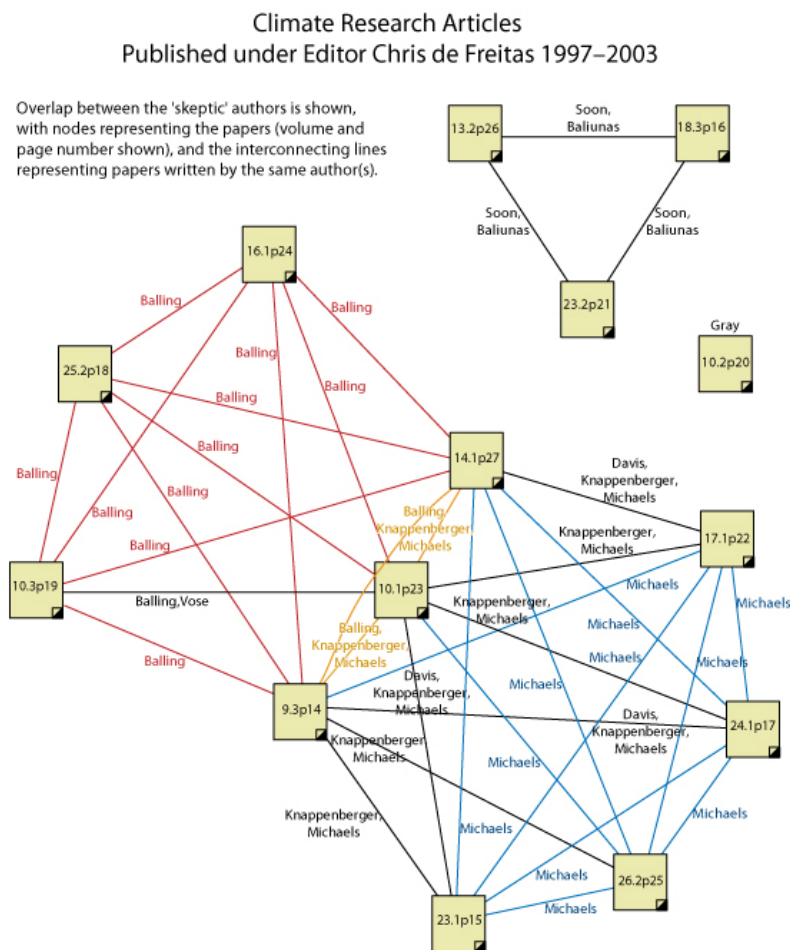 Climate Research Articles
Published under Editor Chris de Freitas 1997–2003
Overlap between the 'skeptic' authors is shown,
with nodes representing the papers (volume and
page number shown), and the interconnecting lines
representing papers written by the same author(s).
13.2p26
Soon,
Baliunas
18.3p16
Soon,
Baliunas
Soon,
Baliunas
23.2p21
16.1p24
Gray
10.2p20
Balling
Balling
Balling
25.2p18
Balling
Balling
Balling
14.1p27
Balling
Davis,
Knappenberger,
Michaels
Balling
Balling
Balling
Balling,
Knappenberger,
Michaels
17.1p22
Knappenberger,
Michaels
Balling
10.3p19
Balling,Vose
10.1p23
Michaels
Michaels
Knappenberger,
Michaels
Michaels
Balling,
Knappenberger,
Michaels
Michaels
Michaels
Balling
Davis,
Knappenberger,
Michaels
Michaels
9.3p14
Davis,
Knappenberger,
Michaels
24.1p17
Knappenberger,
Michaels
Michaels
Knappenberger,
Michaels
Michaels
Michaels
Michaels
26.2p25
Michaels
23.1p15